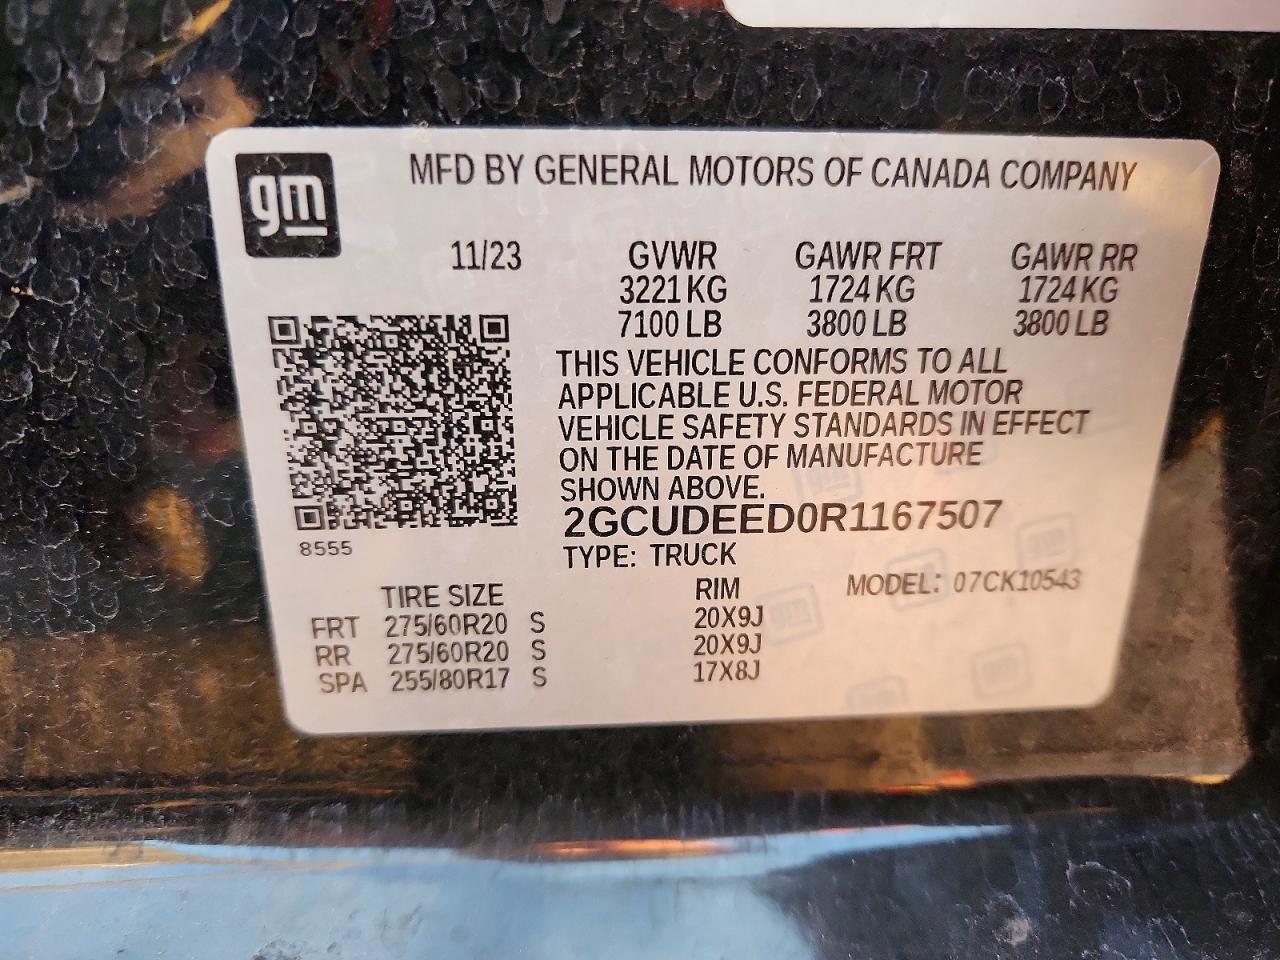 gm
MFD BY GENERAL MOTORS OF CANADA COMPANY
11/23 GVWR GAWR FRT GAWR RR
3221 KG 1724 KG 1724 KG
7100 LB 3800 LB 3800 LB
THIS VEHICLE CONFORMS TO ALL
APPLICABLE U.S. FEDERAL MOTOR
VEHICLE SAFETY STANDARDS IN EFFECT
ON THE DATE OF MANUFACTURE
SHOWN ABOVE.
2GCUDEED0R1167507
8555
TYPE: TRUCK
TIRE SIZE RIM MODEL: 07CK10543
FRT 275/60R20 S 20X9J
RR 275/60R20 S 20X9J
SPA 255/80R17 S 17X8J